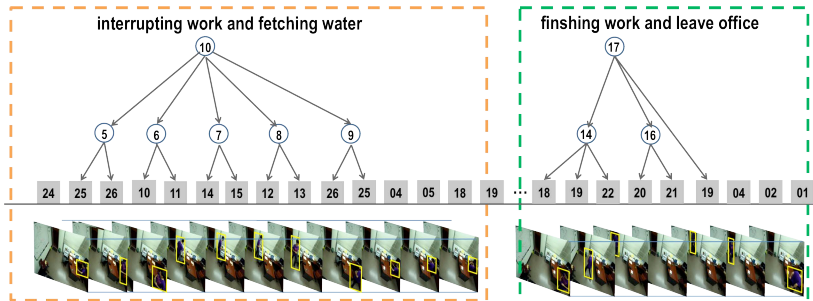 interrupting work and fetching water
finshing work and leave office
10
17
5 6 7 8 9
14 16
24 25 26 10 11 14 15 12 13 26 25 04 05 18 19 ... 18 19 22 20 21 19 04 02 01